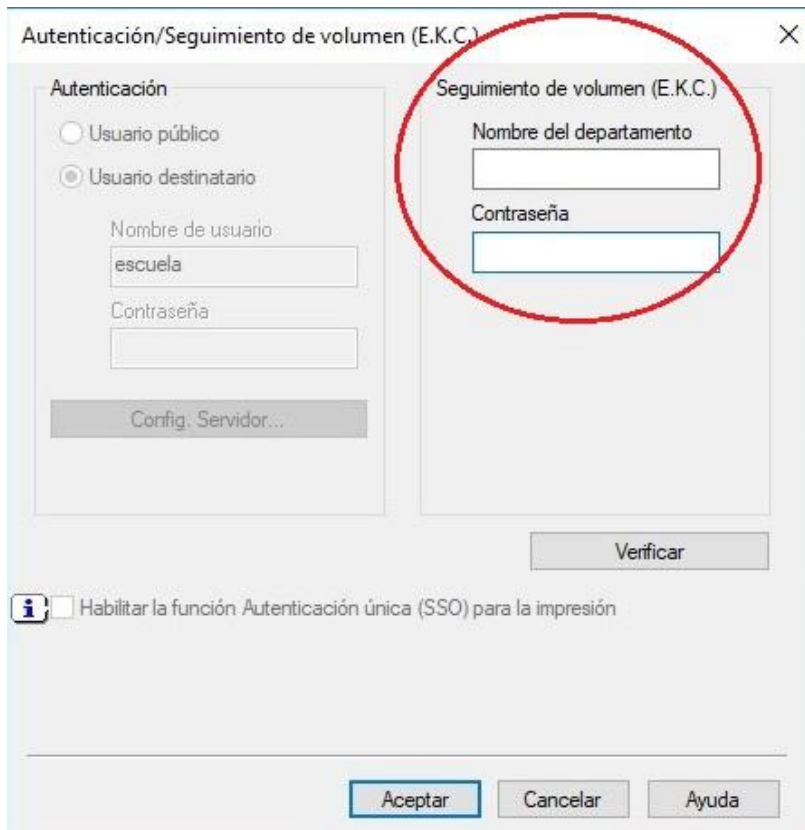 Autenticación/Seguimiento de volumen (E.K.C.)
Autenticación
Usuario público
Usuario destinatario
Nombre de usuario
escuela
Contraseña
Config. Servidor...
Seguimiento de volumen (E.K.C.)
Nombre del departamento
Contraseña
Verificar
Habilitar la función Autenticación única (SSO) para la impresión
Aceptar
Cancelar
Ayuda